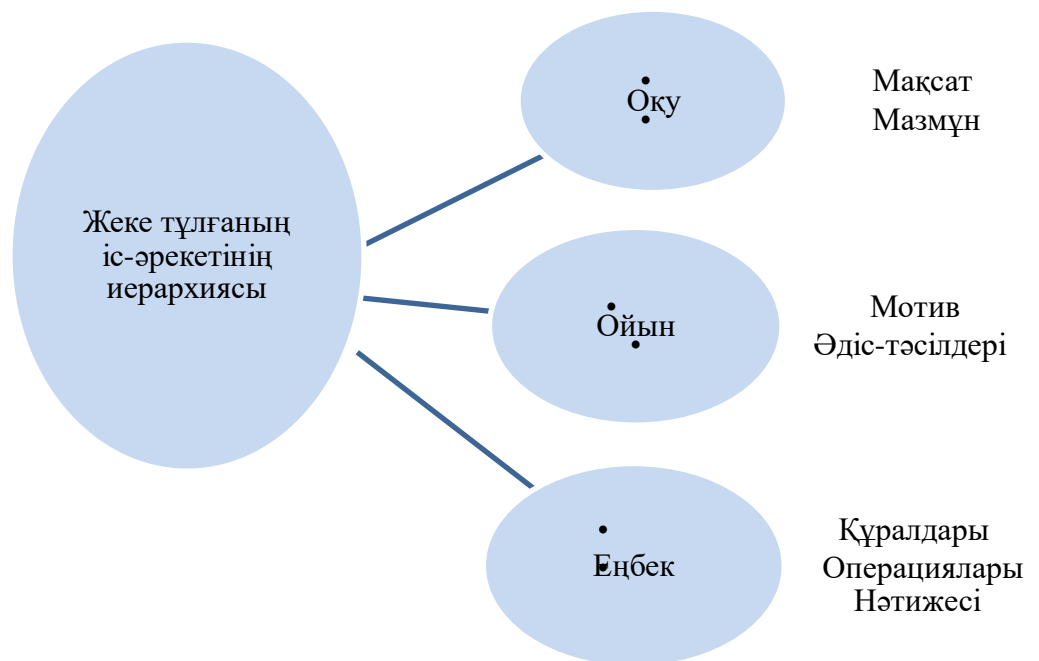 Жеке тұлғаның
іс-әрекетінің
иерархиясы
• Оқу
•
Мақсат
Мазмұн
• Ойын
•
Мотив
Әдіс-тәсілдері
•
• Еңбек
Құралдары
Операциялары
Нәтижесі